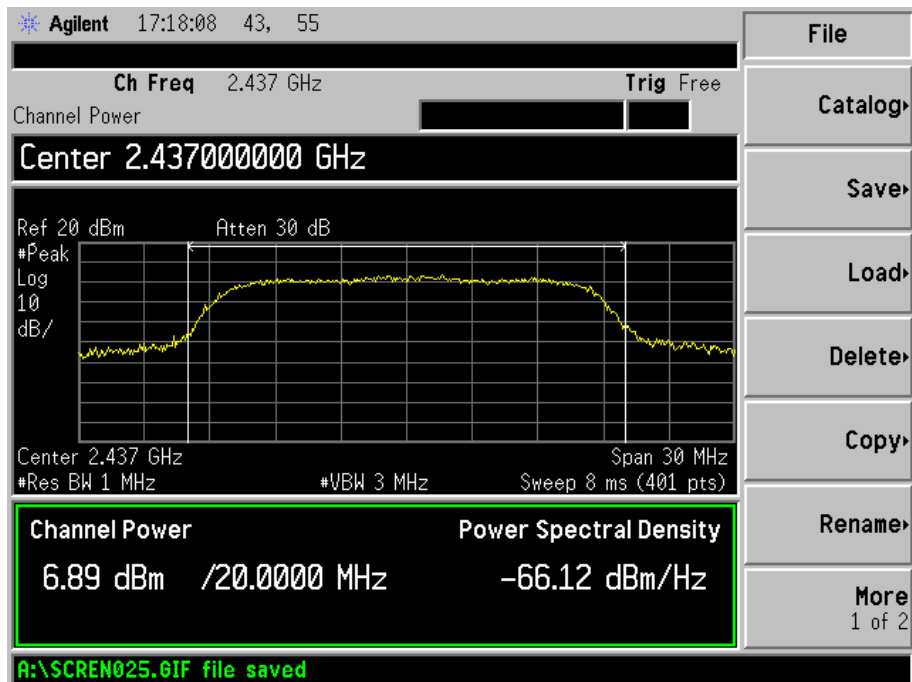 Agilent 17:18:08 43, 55
File
Ch Freq 2.437 GHz
Trig Free
Channel Power
Center 2.437000000 GHz
Ref 20 dBm
Atten 30 dB
#Peak
Log
10
dB/
Center 2.437 GHz
Span 30 MHz
#Res BW 1 MHz
#VBW 3 MHz
Sweep 8 ms (401 pts)
Channel Power
Power Spectral Density
6.89 dBm /20.0000 MHz
-66.12 dBm/Hz
A:\SCREN025.GIF file saved
Catalog
Save
Load
Delete
Copy
Rename
More
1 of 2